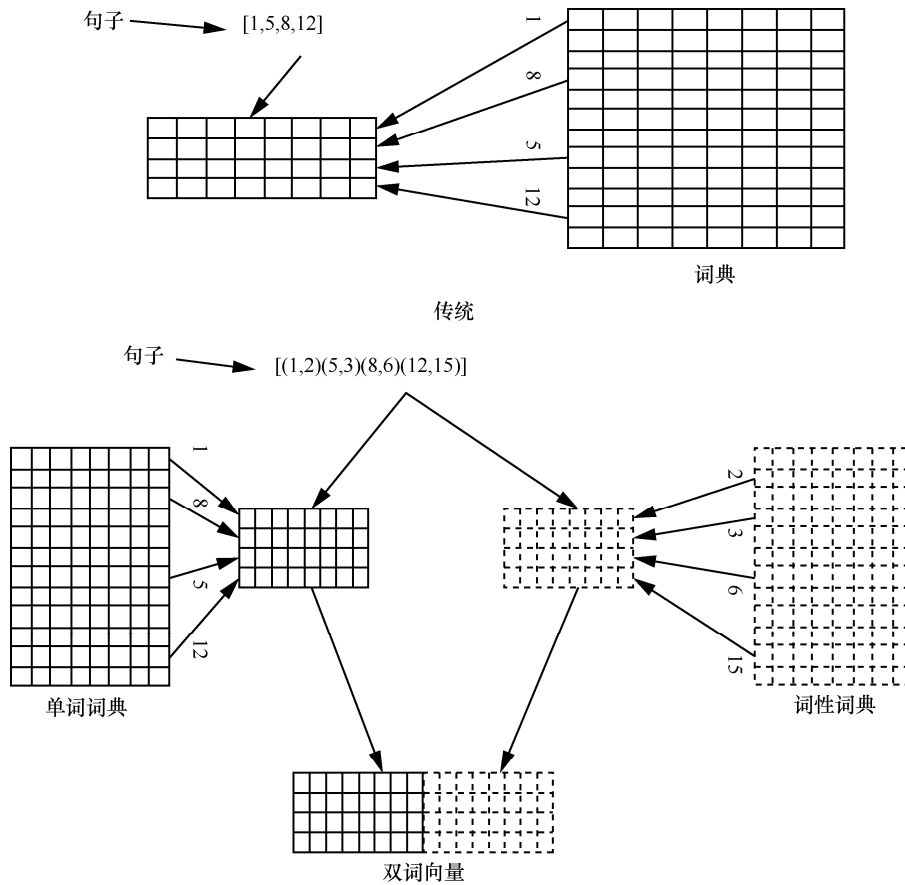 句子
[1,5,8,12]
1
8
5
12
词典
传统
句子
[(1,2)(5,3)(8,6)(12,15)]
1
8
5
12
2
3
6
15
单词词典
词性词典
双词向量